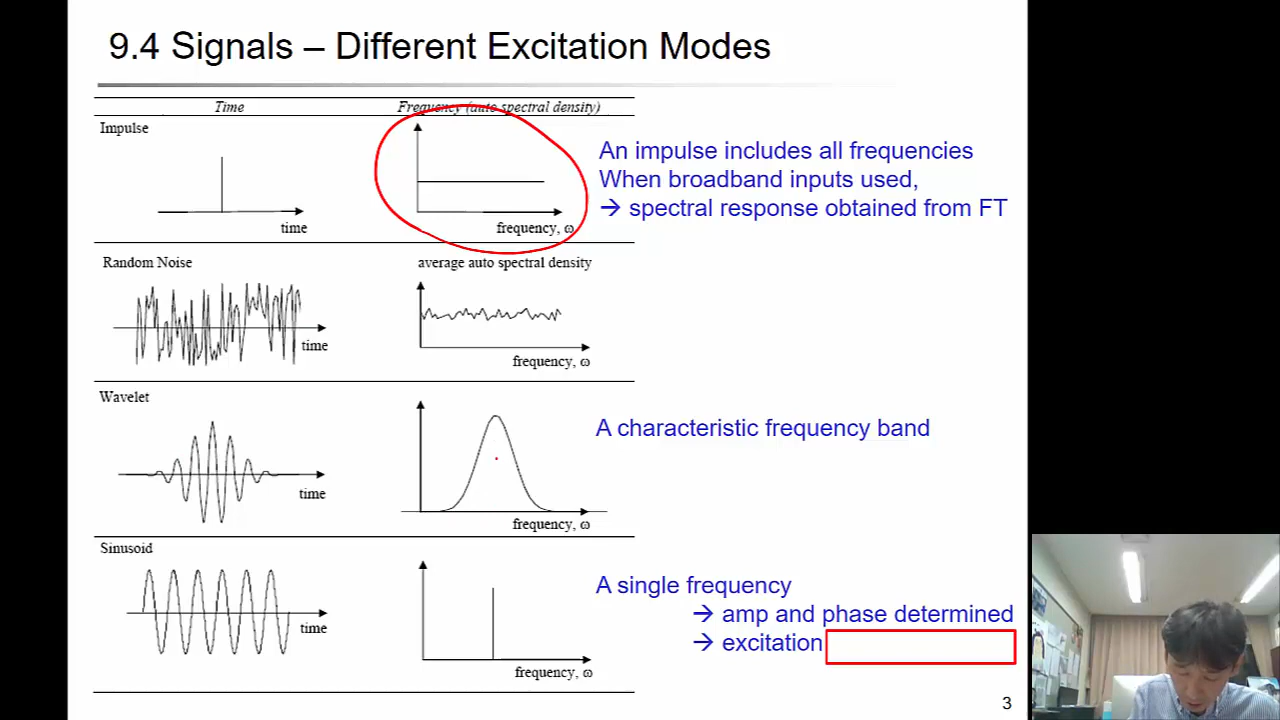 9.4 Signals – Different Excitation Modes
Time Frequency (auto spectral density)
Impulse
An impulse includes all frequencies
When broadband inputs used,
→ spectral response obtained from FT
time frequency, ω
Random Noise average auto spectral density
time
frequency, ω
Wavelet
A characteristic frequency band
time
frequency, ω
Sinusoid
A single frequency
→ amp and phase determined
time
→ excitation
frequency, ω
3